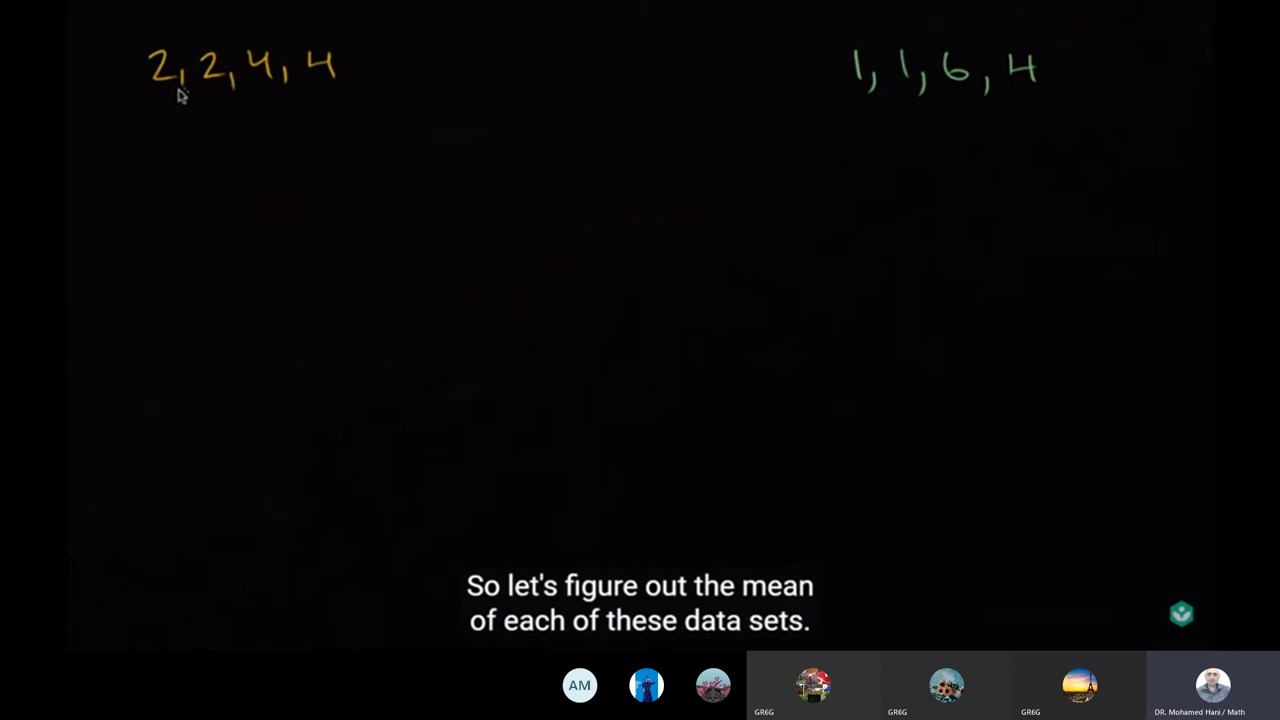 2, 2, 4, 4
1, 1, 6, 4
So let's figure out the mean
of each of these data sets.
AM
GR6G
GR6G
GR6G
DR. Mohamed Hani / Math